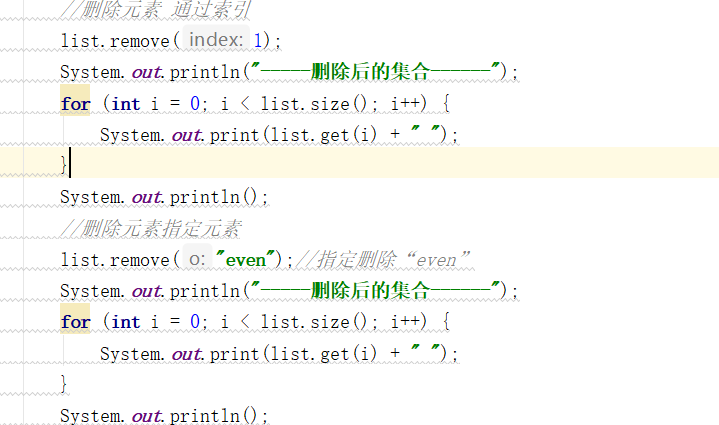 //删除元素 通过索引
list.remove( index: 1);
System.out.println("-----删除后的集合------");
for (int i = 0; i < list.size(); i++) {
    System.out.print(list.get(i) + " ");
}
System.out.println();
//删除元素指定元素
list.remove( o: "even");//指定删除“even”
System.out.println("-----删除后的集合------");
for (int i = 0; i < list.size(); i++) {
    System.out.print(list.get(i) + " ");
}
System.out.println();